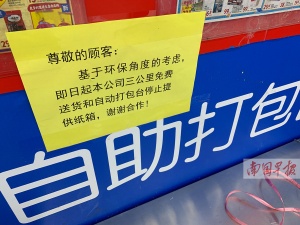 尊敬的顾客：
基于环保角度的考虑，
即日起本公司三公里免费
送货和自动打包台停止提
供纸箱，谢谢合作！
自助打包
南国早报